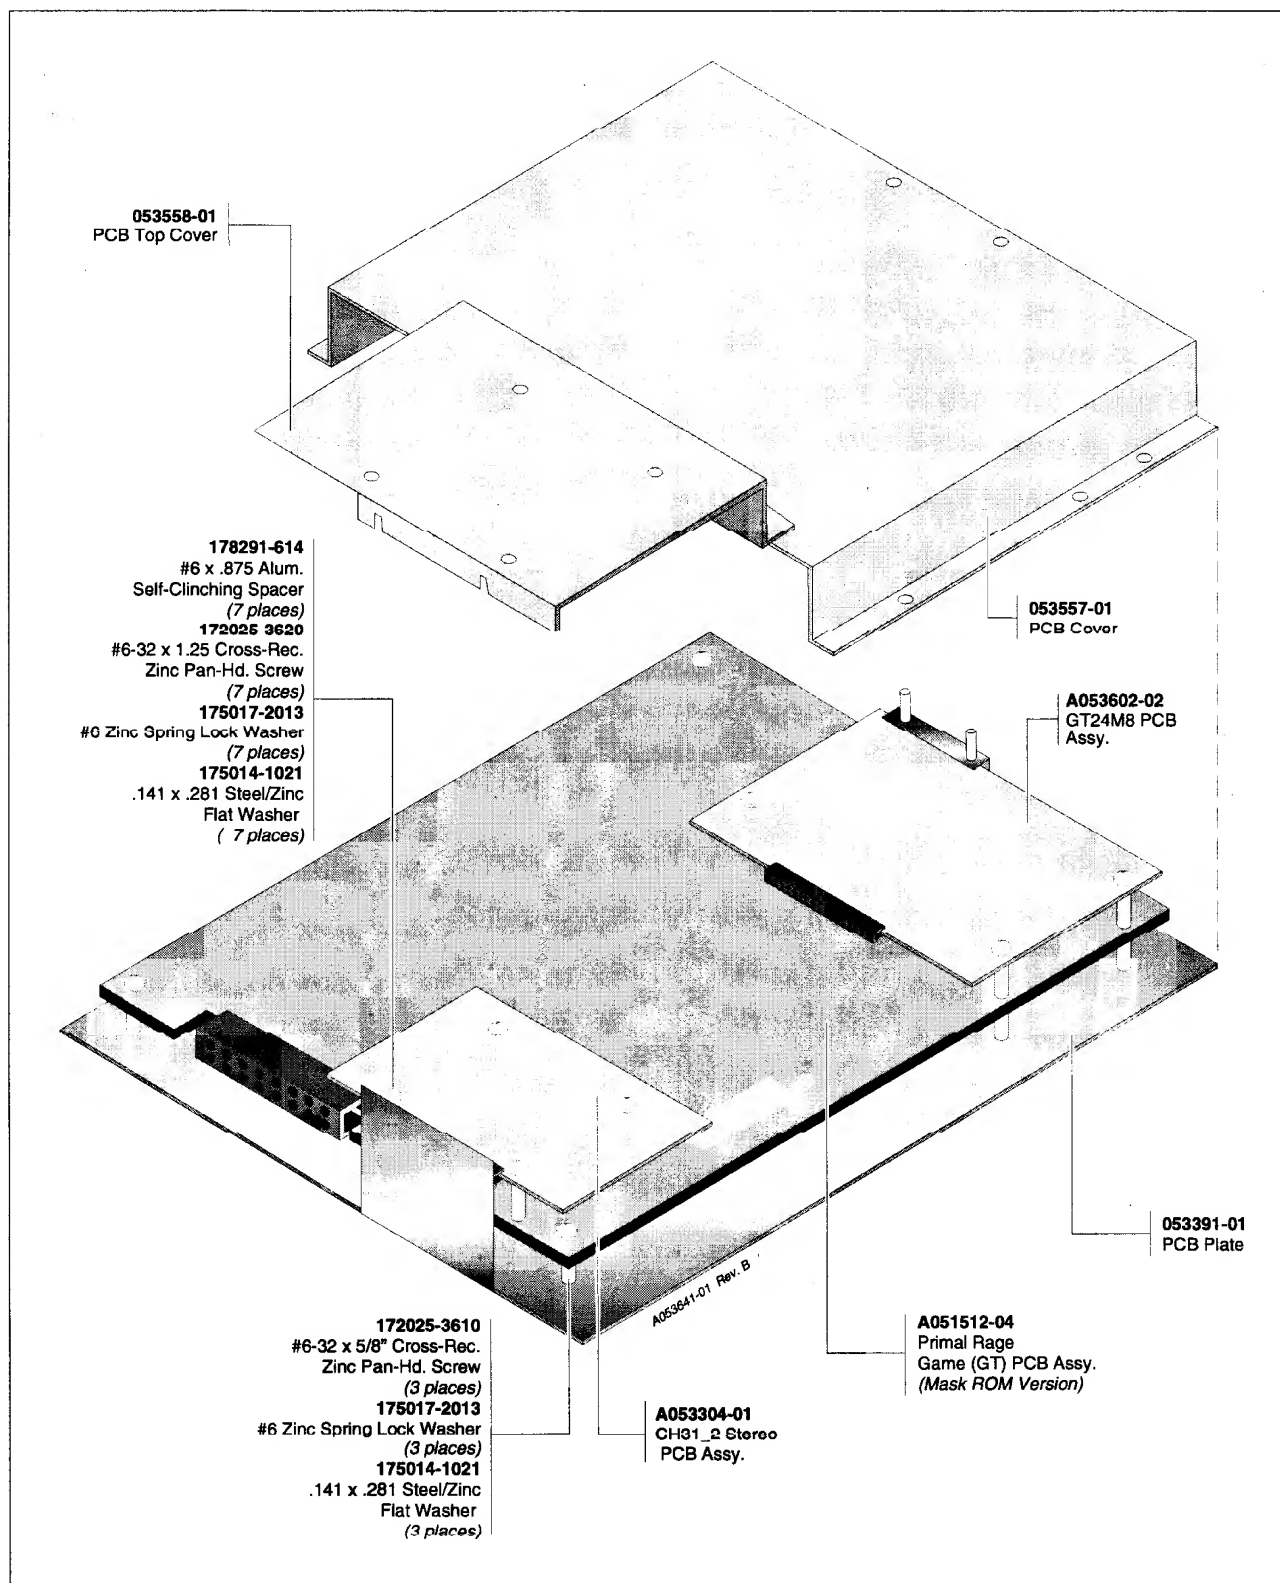 053558-01
PCB Top Cover
178291-614
#6 x .875 Alum.
Self-Clinching Spacer
(7 places)
172025-3620
#6-32 x 1.25 Cross-Rec.
Zinc Pan-Hd. Screw
(7 places)
175017-2013
#6 Zinc Spring Lock Washer
(7 places)
175014-1021
.141 x .281 Steel/Zinc
Flat Washer
( 7 places)
053557-01
PCB Cover
A053602-02
GT24M8 PCB
Assy.
053391-01
PCB Plate
A053641-01 Rev. B
172025-3610
#6-32 x 5/8" Cross-Rec.
Zinc Pan-Hd. Screw
(3 places)
175017-2013
#6 Zinc Spring Lock Washer
(3 places)
175014-1021
.141 x .281 Steel/Zinc
Flat Washer
(3 places)
A053304-01
CH31_2 Stereo
PCB Assy.
A051512-04
Primal Rage
Game (GT) PCB Assy.
(Mask ROM Version)